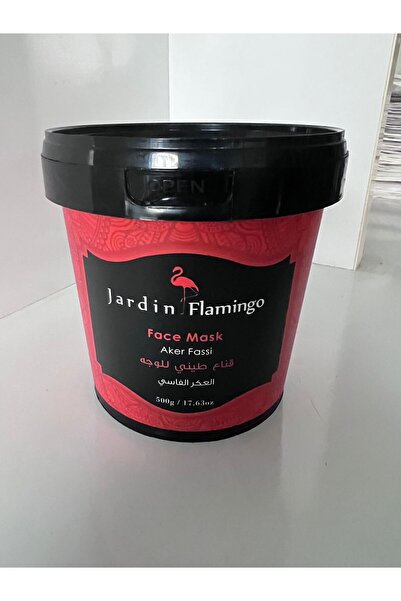 OPEN
Jardin Flamingo
Face Mask
Aker Fassi
قناع طيني للوجه
العكر الفاسي
500g / 17.63oz